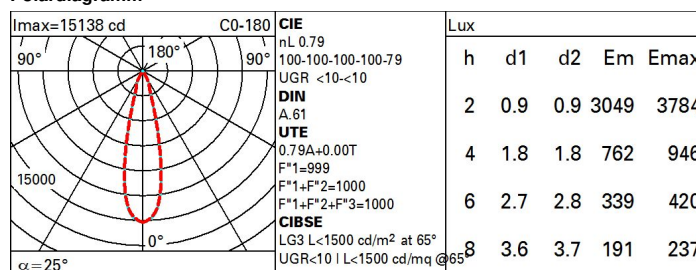 Imax=15138 cd C0-180
90° 180° 90°
15000
0°
α=25°
CIE
nL 0.79
100-100-100-100-79
UGR <10-<10
DIN
A.61
UTE
0.79A+0.00T
F"1=999
F"1+F"2=1000
F"1+F"2+F"3=1000
CIBSE
LG3 L<1500 cd/m² at 65°
UGR<10 | L<1500 cd/mq @65°
Lux
h d1 d2 Em Emax
2 0.9 0.9 3049 3784
4 1.8 1.8 762 946
6 2.7 2.8 339 420
8 3.6 3.7 191 237